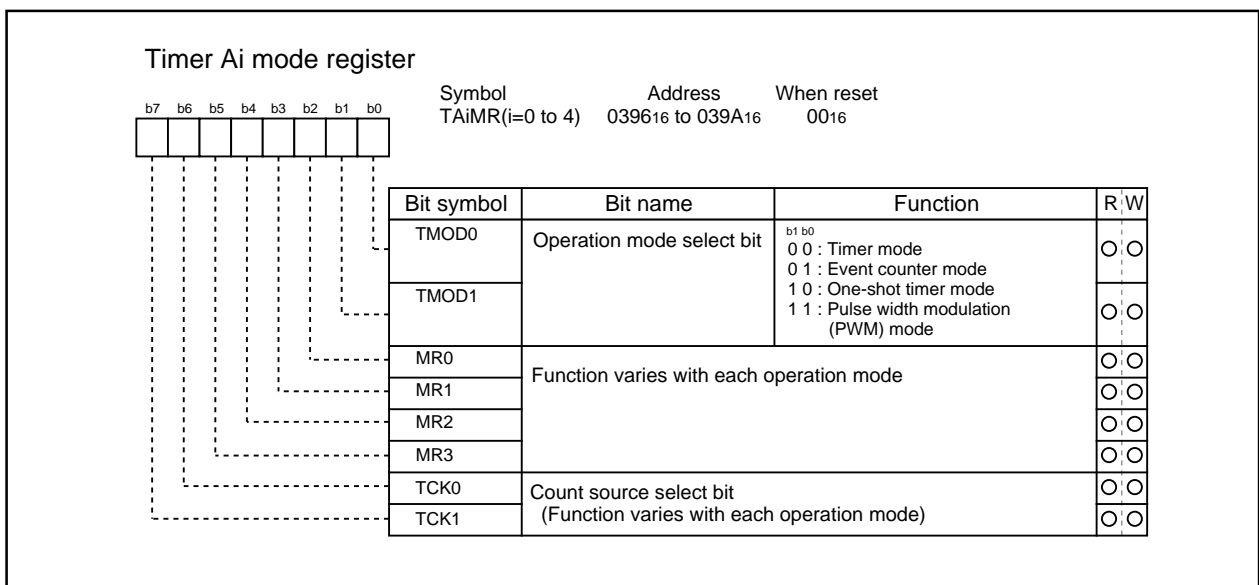 Timer Ai mode register
Symbol Address When reset
TAiMR(i=0 to 4) 039616 to 039A16 0016
b7 b6 b5 b4 b3 b2 b1 b0
Bit symbol Bit name Function R W
TMOD0 Operation mode select bit
b1 b0
0 0 : Timer mode
0 1 : Event counter mode
TMOD1
1 0 : One-shot timer mode
1 1 : Pulse width modulation
(PWM) mode
MR0
Function varies with each operation mode
MR1
MR2
MR3
TCK0 Count source select bit
TCK1 (Function varies with each operation mode)